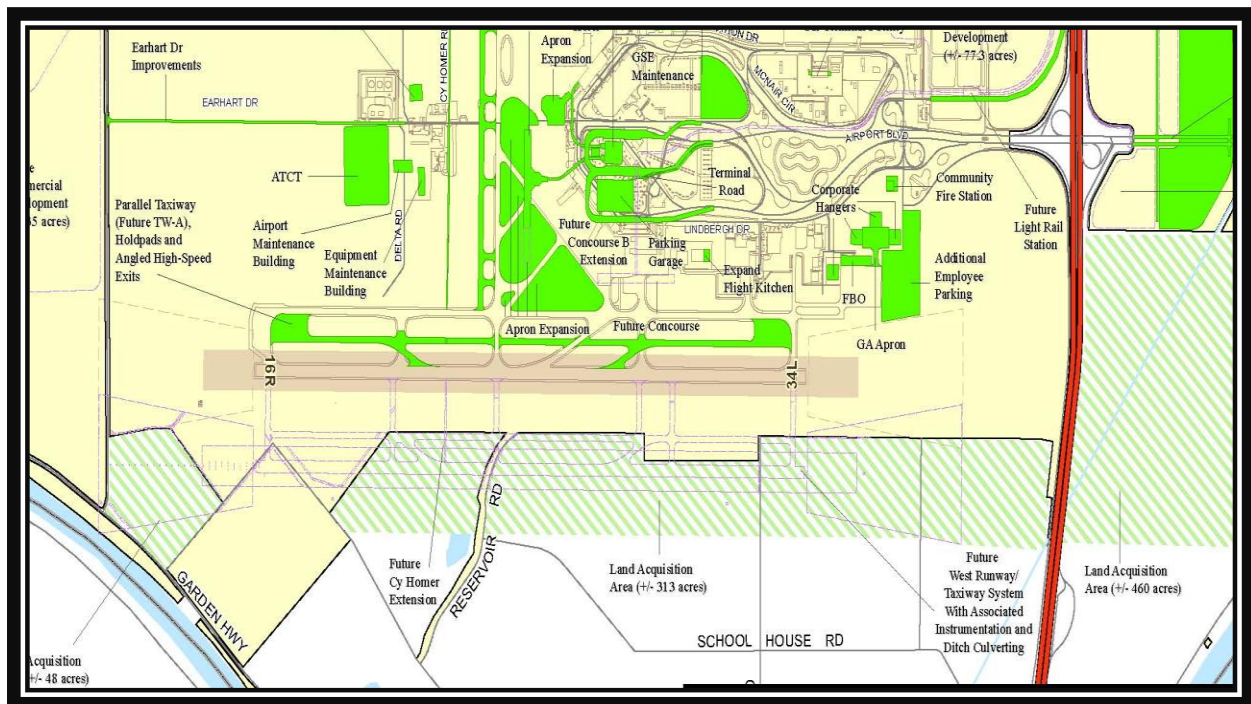 Earhart Dr
Improvements
EARHART DR
CY HOMER
Apron
Expansion
GSE
Maintenance
MCNAIR CIR
Development
(+/- 77.3 acres)
AIRPORT BLVD
ATCT
Parallel Taxiway
(Future TW-A),
Holdpads and
Angled High-Speed
Exits
Airport
Maintenance
Building
DELTA RD
Equipment
Maintenance
Building
Future
Concourse B
Extension
Terminal
Road
Parking
Garage
LINDBERGH DR
Expand
Flight Kitchen
Corporate
Hangers
Community
Fire Station
Future
Light Rail
Station
Additional
Employee
Parking
FBO
GA Apron
Apron Expansion
Future Concourse
16R
34L
GARDEN HWY
RESERVOIR RD
Future
Cy Homer
Extension
Land Acquisition
Area (+/- 313 acres)
Future
West Runway/
Taxiway System
With Associated
Instrumentation and
Ditch Culverting
Land Acquisition
Area (+/- 460 acres)
SCHOOL HOUSE RD
Acquisition
+/- 48 acres)